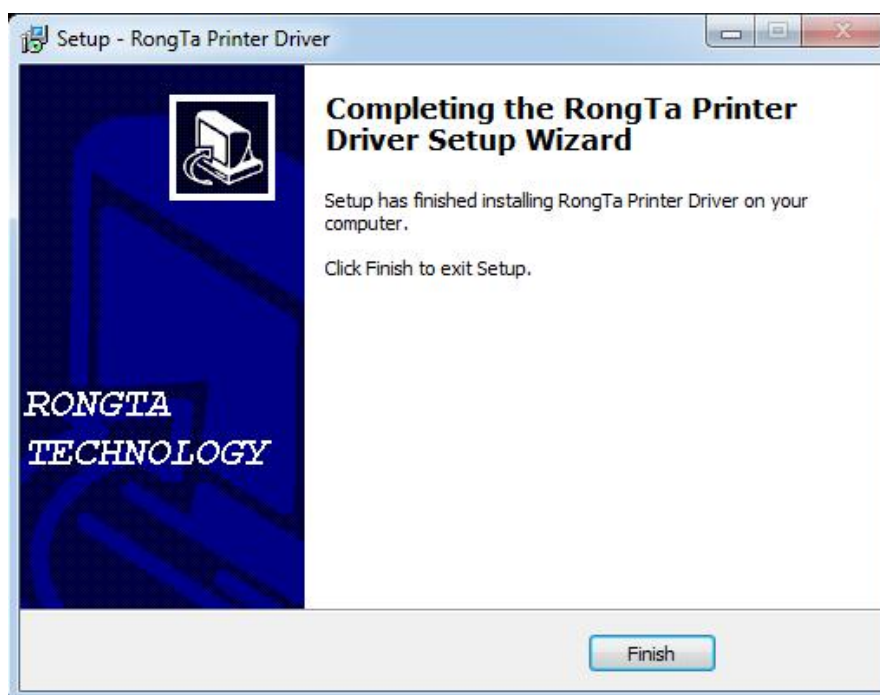 Setup - RongTa Printer Driver
Completing the RongTa Printer
Driver Setup Wizard
Setup has finished installing RongTa Printer Driver on your
computer.
Click Finish to exit Setup.
RONGTA
TECHNOLOGY
Finish